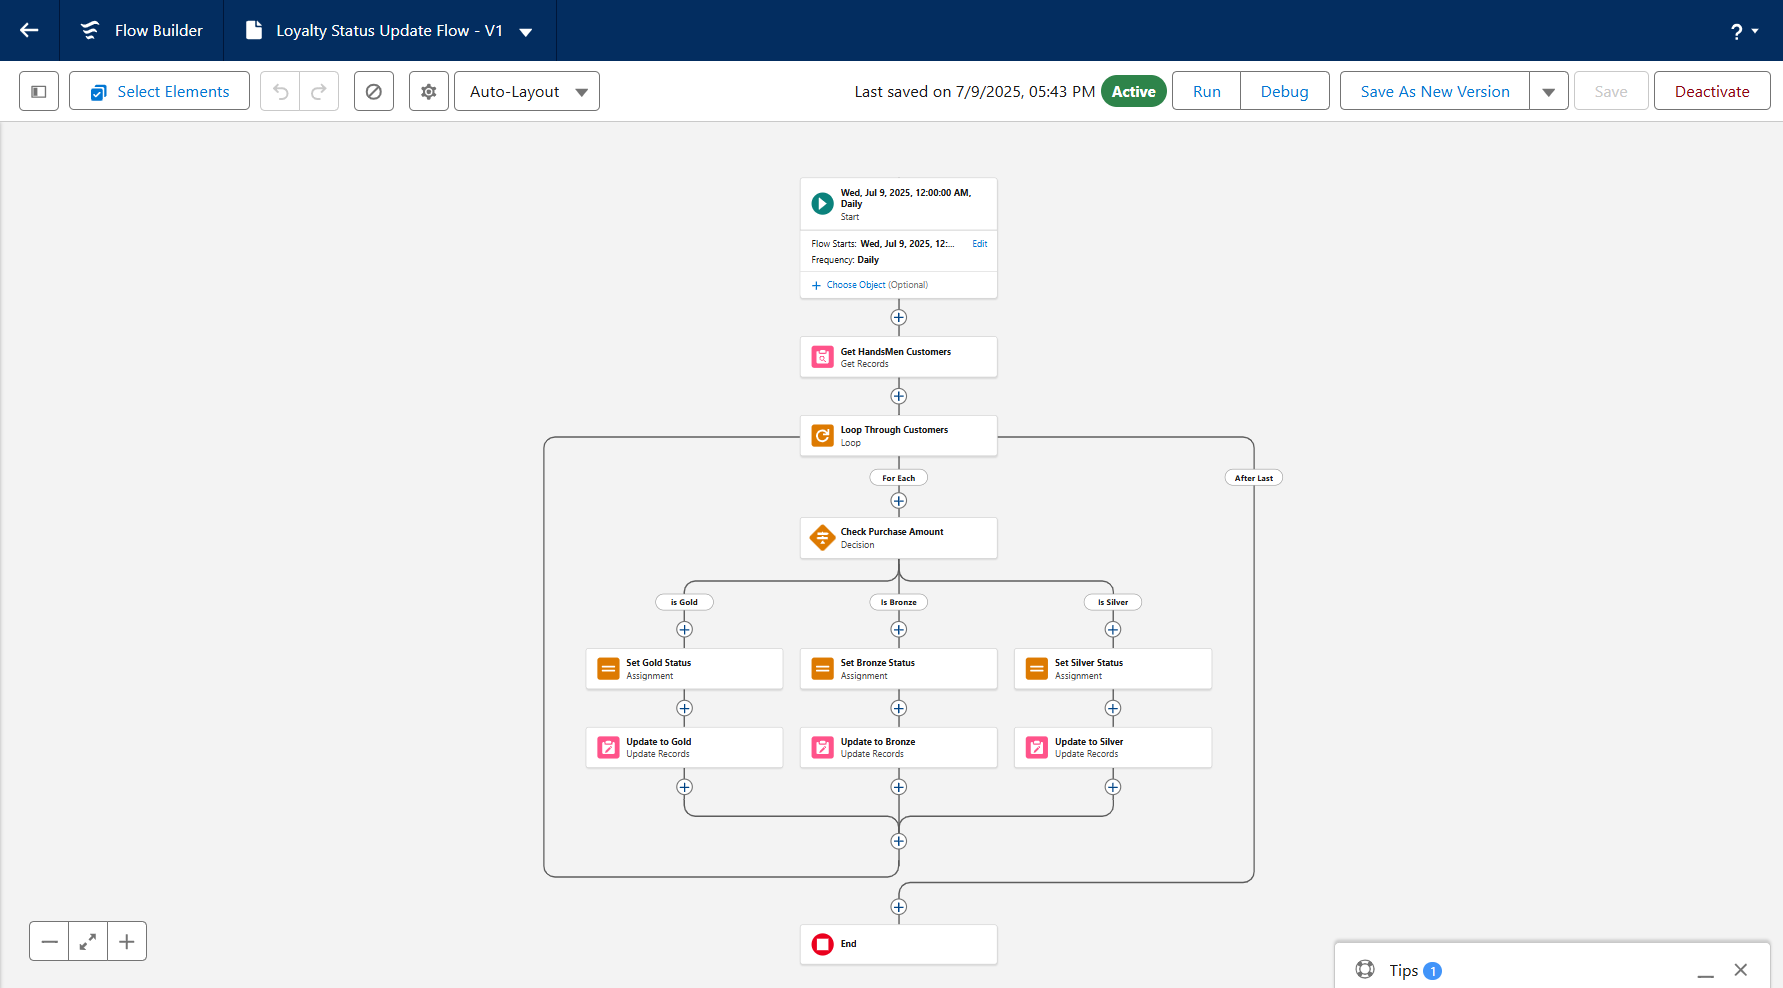 Flow Builder
Loyalty Status Update Flow - V1
?
Select Elements
Auto-Layout
Last saved on 7/9/2025, 05:43 PM
Active
Run
Debug
Save As New Version
Save
Deactivate
Wed, Jul 9, 2025, 12:00:00 AM,
Daily
Start
Flow Starts: Wed, Jul 9, 2025, 12:...
Edit
Frequency: Daily
+ Choose Object (Optional)
Get HandsMen Customers
Get Records
Loop Through Customers
Loop
For Each
After Last
Check Purchase Amount
Decision
is Gold
Is Bronze
Is Silver
Set Gold Status
Assignment
Set Bronze Status
Assignment
Set Silver Status
Assignment
Update to Gold
Update Records
Update to Bronze
Update Records
Update to Silver
Update Records
End
Tips 1